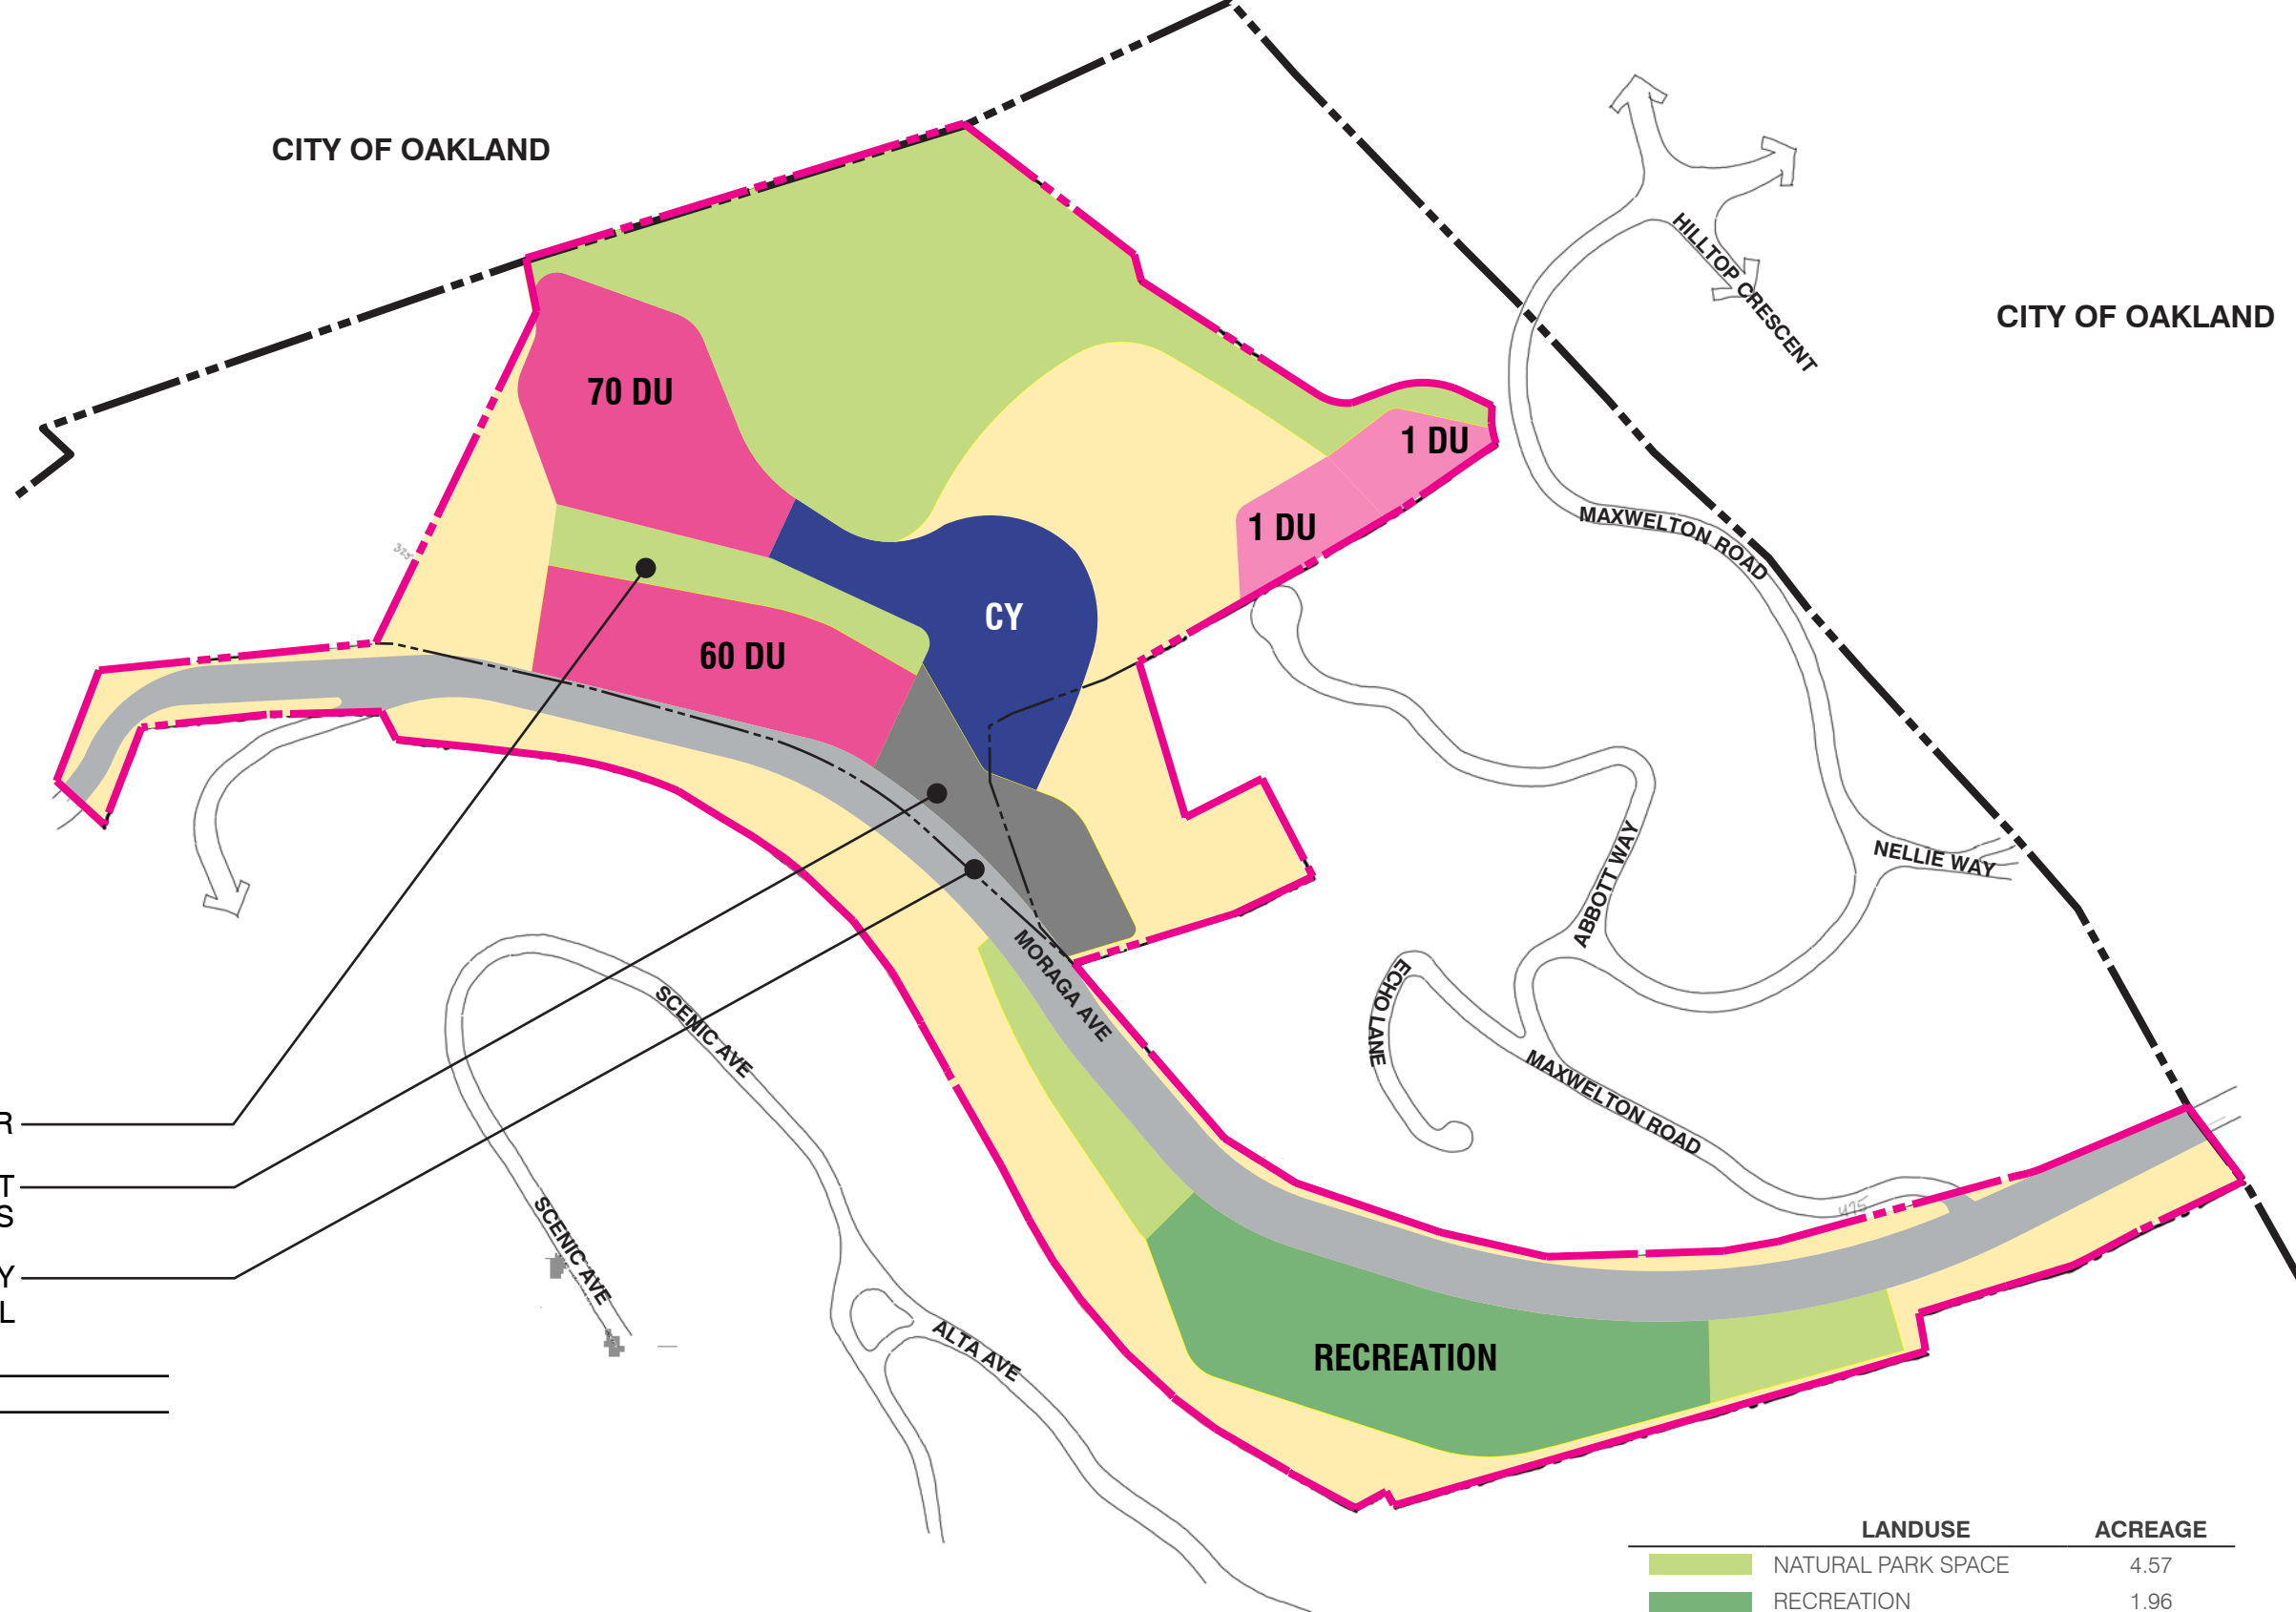 CITY OF OAKLAND
HILLTOP CRESCENT
CITY OF OAKLAND
70 DU
1 DU
1 DU
MAXWELTON ROAD
325
CY
60 DU
ABBOTT WAY
NELLIE WAY
MORAGA AVE
ECHO LANE
SCENIC AVE
MAXWELTON ROAD
R
T
S
Y
L
475
SCENIC AVE
ALTA AVE
RECREATION
LANDUSE ACREAGE
NATURAL PARK SPACE 4.57
RECREATION 1.96